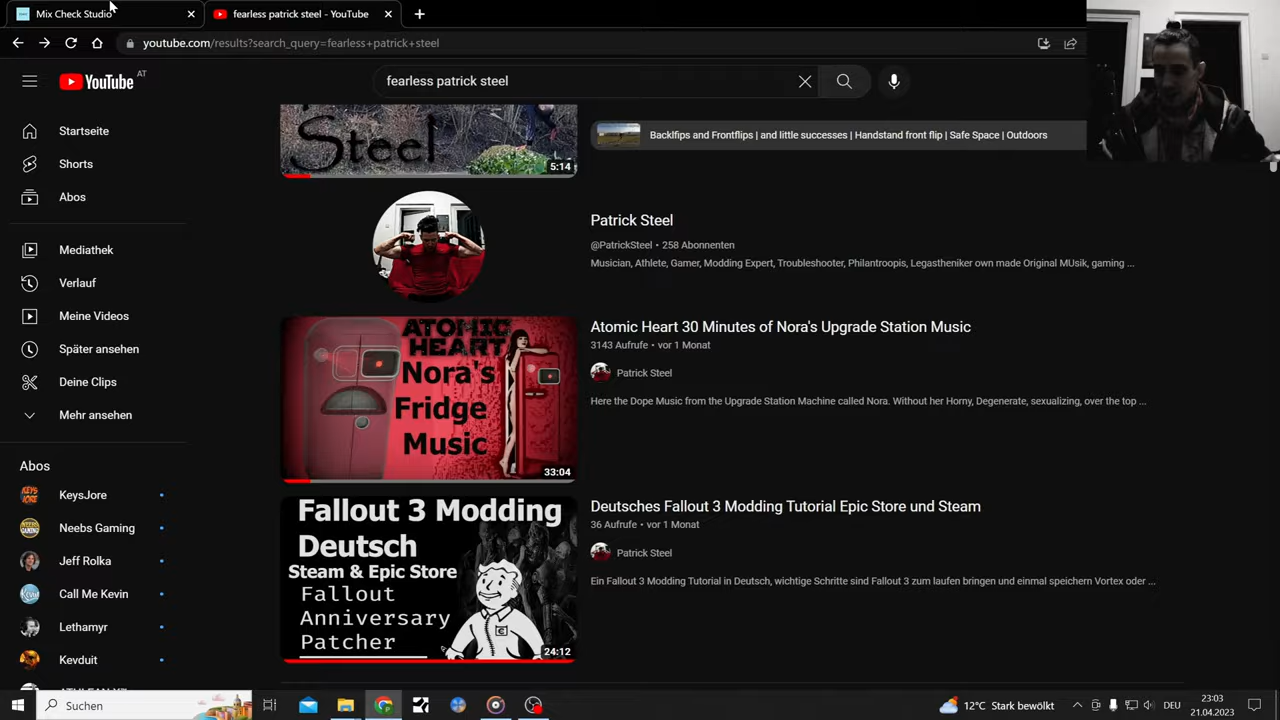 Mix Check Studio
fearless patrick steel - YouTube
youtube.com/results?search_query=fearless+patrick+steel
YouTube AT
fearless patrick steel
Steel
5:14
Backlfips and Frontflips | and little successes | Handstand front flip | Safe Space | Outdoors
Startseite
Shorts
Abos
Mediathek
Verlauf
Meine Videos
Später ansehen
Deine Clips
Mehr ansehen
Abos
KeysJore
Neebs Gaming
Jeff Rolka
Call Me Kevin
Lethamyr
Kevduit
Patrick Steel
@PatrickSteel • 258 Abonnenten
Musician, Athlete, Gamer, Modding Expert, Troubleshooter, Philantroopis, Legastheniker own made Original MUsik, gaming ...
ATOMIC
HEART
Nora's
Fridge
Music
33:04
Atomic Heart 30 Minutes of Nora's Upgrade Station Music
3143 Aufrufe • vor 1 Monat
Patrick Steel
Here the Dope Music from the Upgrade Station Machine called Nora. Without her Horny, Degenerate, sexualizing, over the top ...
Fallout 3 Modding
Deutsch
Steam & Epic Store
Fallout
Anniversary
Patcher
24:12
Deutsches Fallout 3 Modding Tutorial Epic Store und Steam
36 Aufrufe • vor 1 Monat
Patrick Steel
Ein Fallout 3 Modding Tutorial in Deutsch, wichtige Schritte sind Fallout 3 zum laufen bringen und einmal speichern Vortex oder ...
Suchen
12°C Stark bewölkt
DEU
23:03
21.04.2023